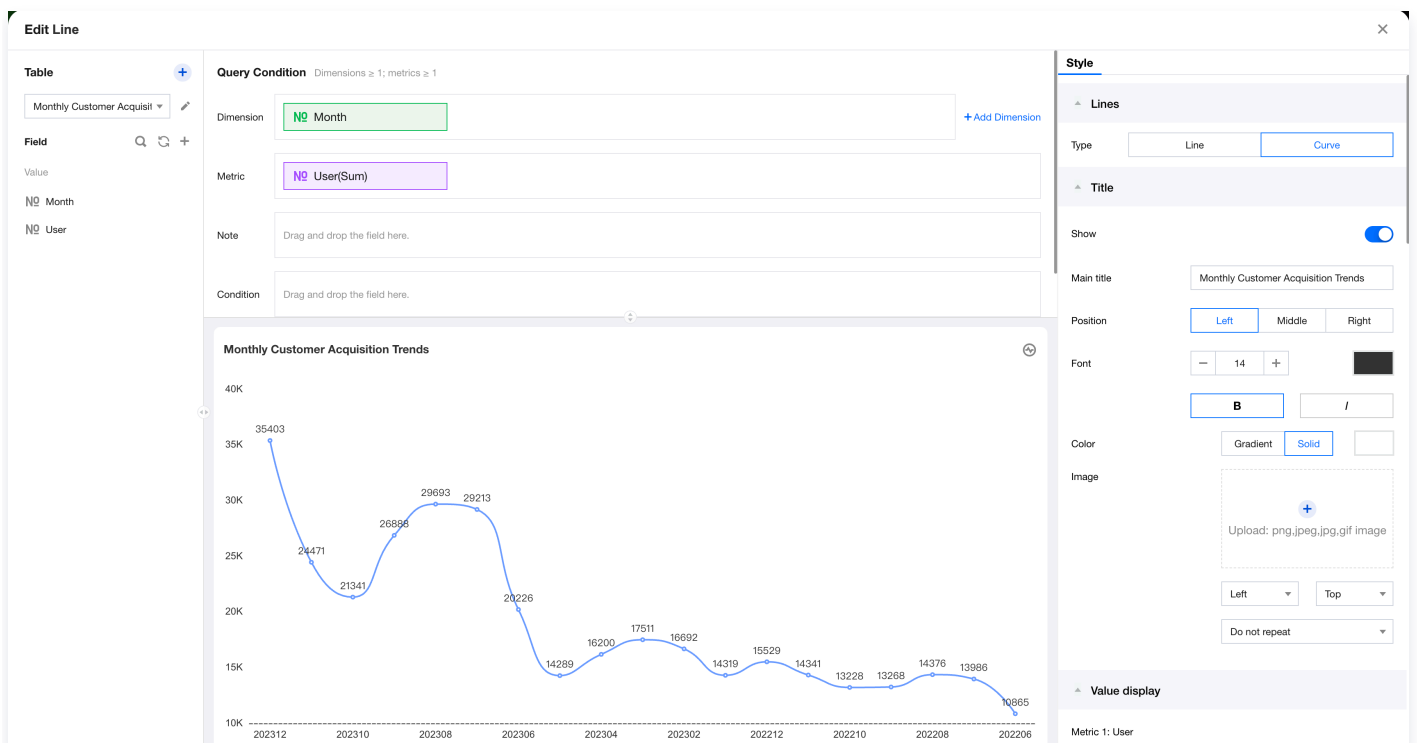 Edit Line
Table
Monthly Customer Acquisit
Field
Value
№ Month
№ User
Query Condition Dimensions ≥ 1; metrics ≥ 1
Dimension № Month + Add Dimension
Metric № User(Sum)
Note Drag and drop the field here.
Condition Drag and drop the field here.
Monthly Customer Acquisition Trends
40K
35K
30K
25K
20K
15K
10K
35403
24471
21341
26888
29693
29213
20226
14289
16200
17511
16692
14319
15529
14341
13228
13268
14376
13986
10865
202312 202310 202308 202306 202304 202302 202212 202210 202208 202206
Style
Lines
Type Line Curve
Title
Show
Main title Monthly Customer Acquisition Trends
Position Left Middle Right
Font − 14 +
B I
Color Gradient Solid
Image
Upload: png,jpeg,jpg,gif image
Left Top
Do not repeat
Value display
Metric 1: User